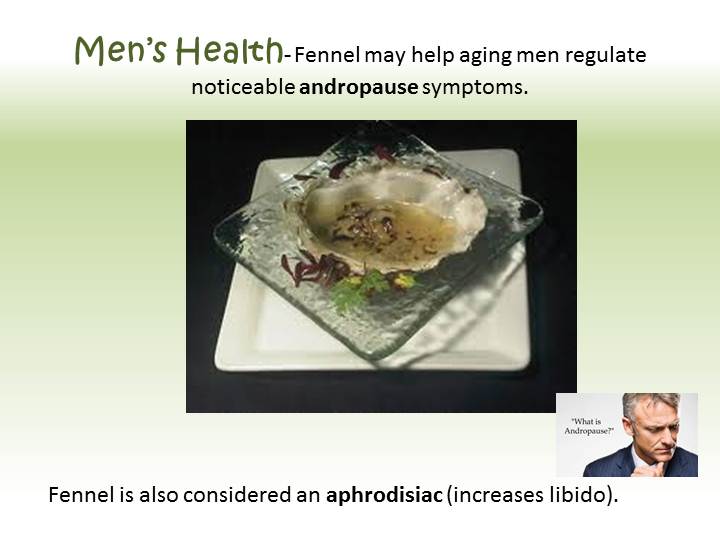 Men's Health- Fennel may help aging men regulate
noticeable andropause symptoms.
"What is
Andropause?"
Fennel is also considered an aphrodisiac (increases libido).